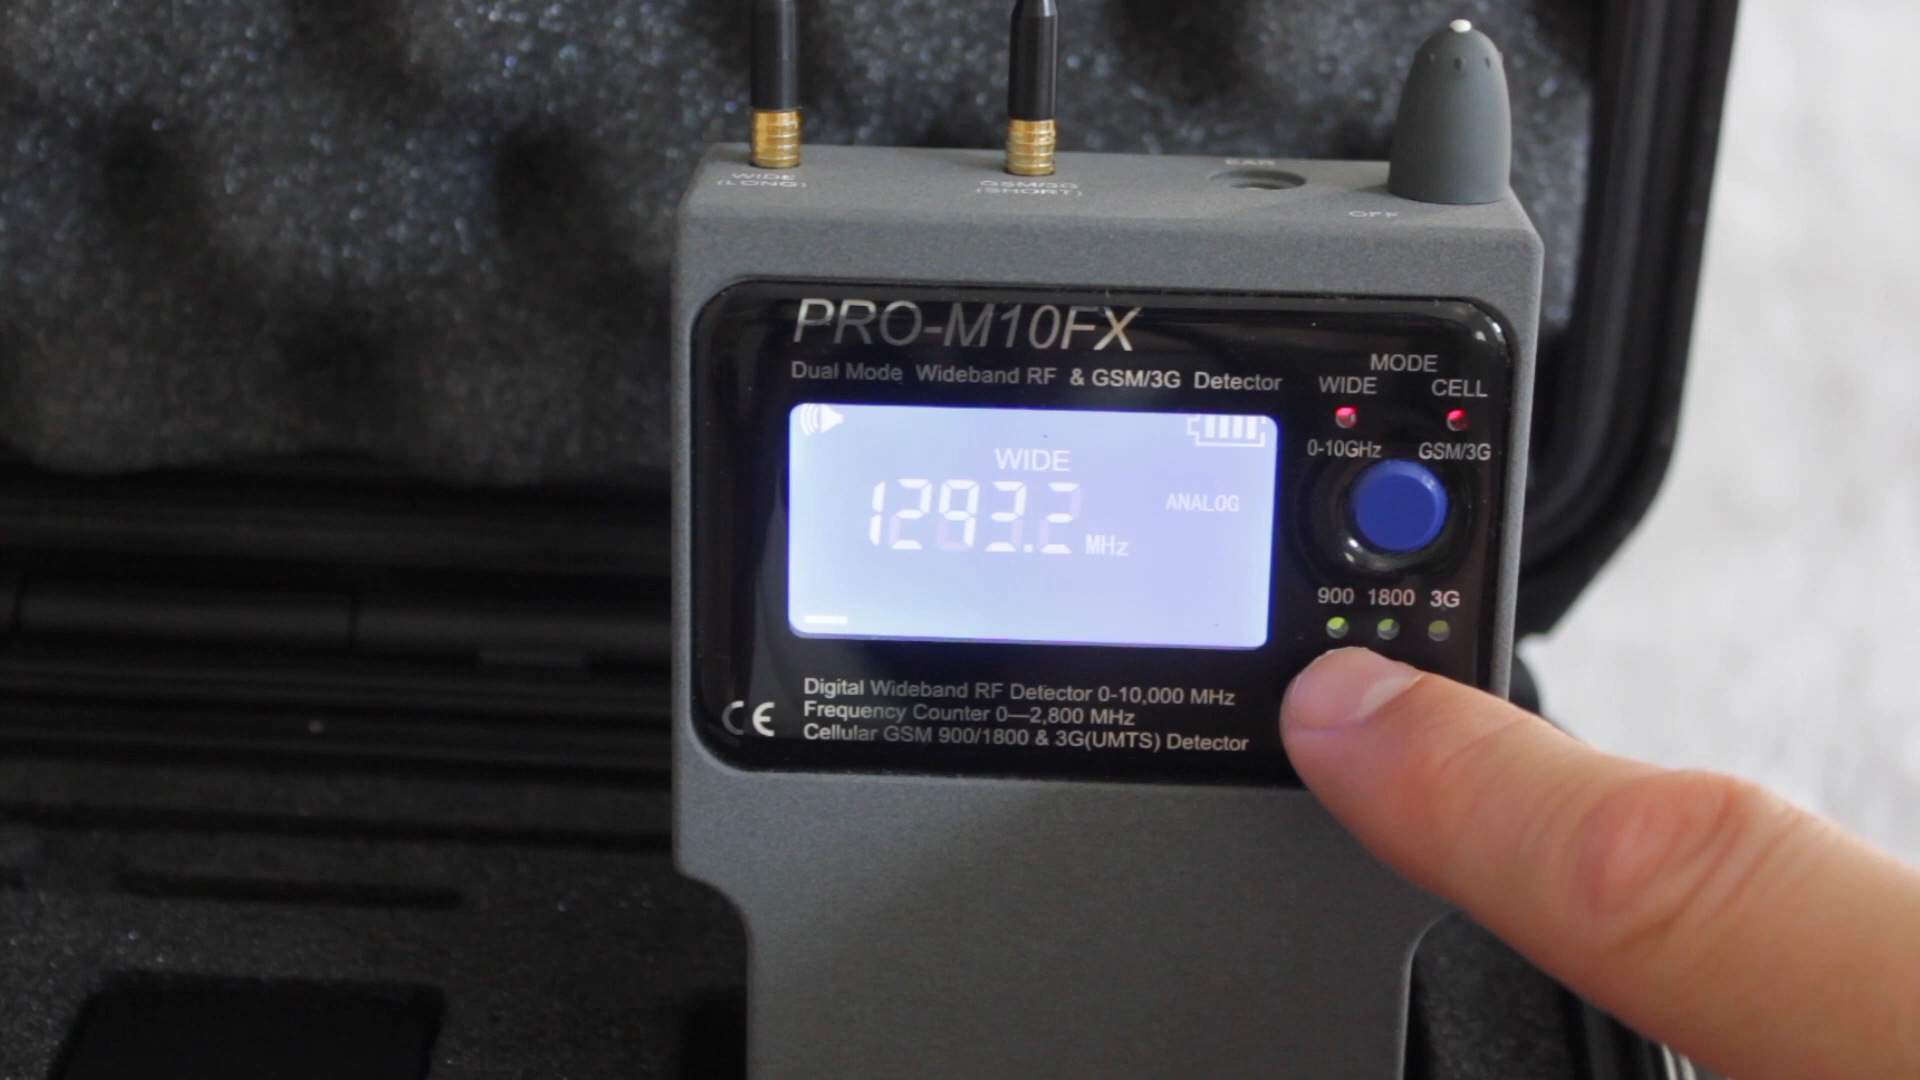 WIDE
(LONG)
GSM/3G
(SHORT)
EAR
OFF
PRO-M10FX
Dual Mode Wideband RF & GSM/3G Detector
MODE
WIDE CELL
0-10GHz GSM/3G
WIDE
1293.2 MHz
ANALOG
900 1800 3G
CE
Digital Wideband RF Detector 0-10,000 MHz
Frequency Counter 0—2,800 MHz
Cellular GSM 900/1800 & 3G(UMTS) Detector